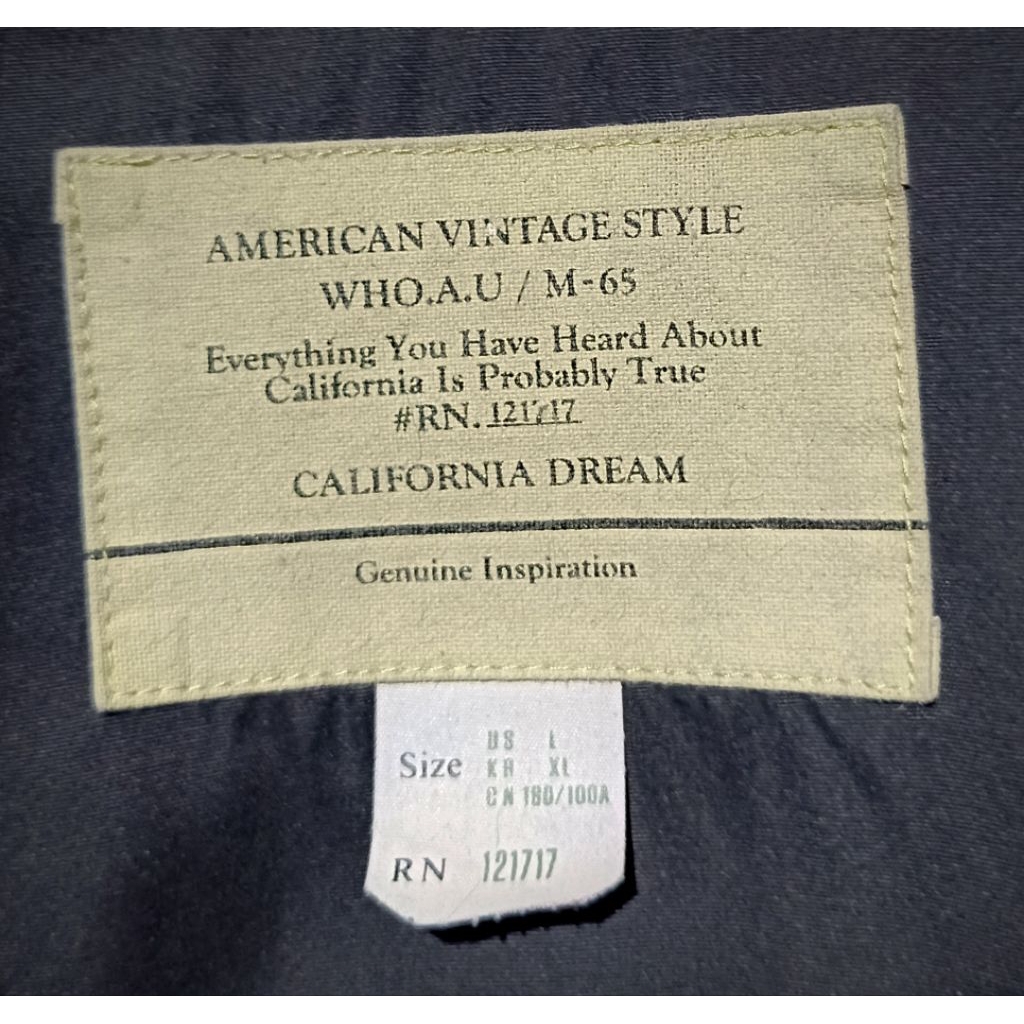 AMERICAN VINTAGE STYLE
WHO.A.U / M-65
Everything You Have Heard About
California Is Probably True
#RN. 121717
CALIFORNIA DREAM
Genuine Inspiration
Size US L
KR XL
CN 180/100A
RN 121717